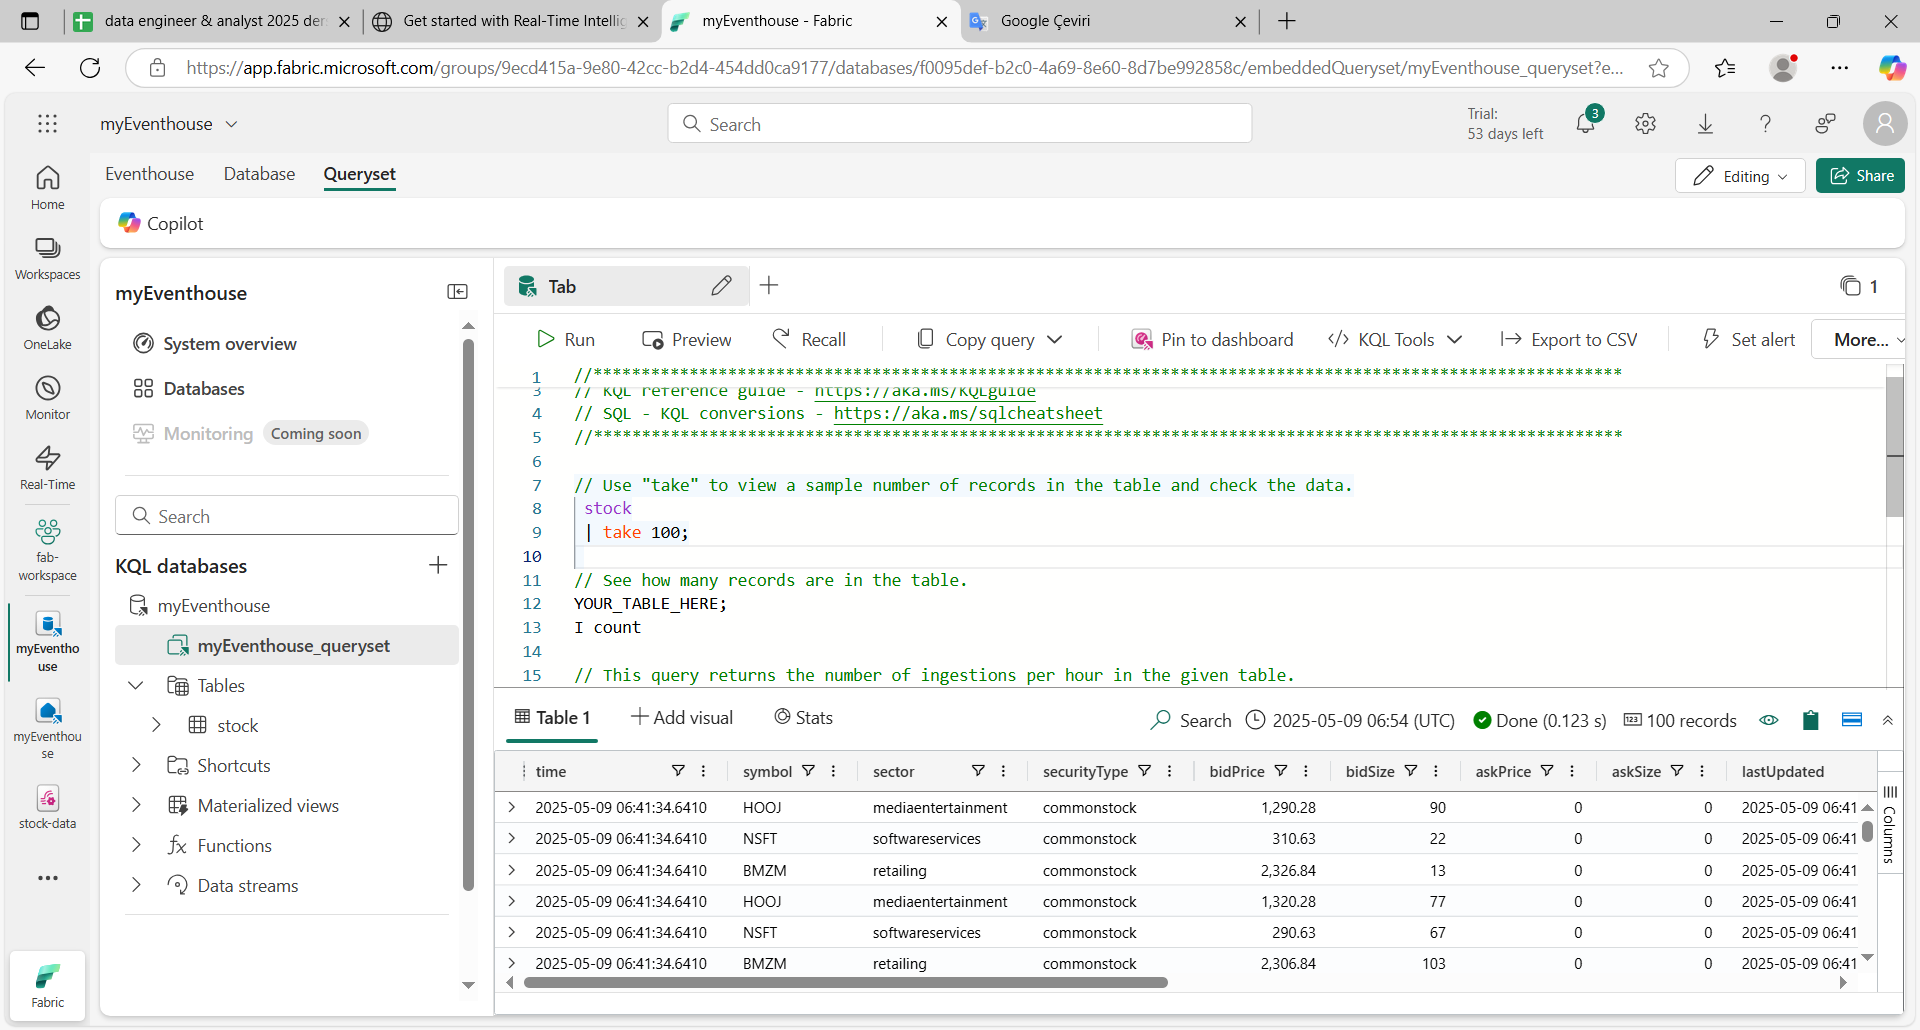 data engineer & analyst 2025 der
Get started with Real-Time Intellig
myEventhouse - Fabric
Google Çeviri
https://app.fabric.microsoft.com/groups/9ecd415a-9e80-42cc-b2d4-454dd0ca9177/databases/f0095def-b2c0-4a69-8e60-8d7be992858c/embeddedQueryset/myEventhouse_queryset?e...
myEventhouse
Search
Trial:
53 days left
3
Home
Workspaces
OneLake
Monitor
Real-Time
fab-
workspace
myEventho
use
myEventhou
se
stock-data
Fabric
Eventhouse Database Queryset
Editing
Share
Copilot
myEventhouse
System overview
Databases
Monitoring Coming soon
Search
KQL databases
myEventhouse
myEventhouse_queryset
Tables
stock
Shortcuts
Materialized views
Functions
Data streams
Tab
1
Run Preview Recall Copy query Pin to dashboard KQL Tools Export to CSV Set alert More...
1 //***********************************************************************************************************
3 // KQL reference guide - https://aka.ms/KQLguide
4 // SQL - KQL conversions - https://aka.ms/sqlcheatsheet
5 //***********************************************************************************************************
6
7 // Use "take" to view a sample number of records in the table and check the data.
8 stock
9 | take 100;
10
11 // See how many records are in the table.
12 YOUR_TABLE_HERE;
13 I count
14
15 // This query returns the number of ingestions per hour in the given table.
Table 1 Add visual Stats Search 2025-05-09 06:54 (UTC) Done (0.123 s) 123 100 records
time symbol sector securityType bidPrice bidSize askPrice askSize lastUpdated
2025-05-09 06:41:34.6410 HOOJ mediaentertainment commonstock 1,290.28 90 0 0 2025-05-09 06:41
2025-05-09 06:41:34.6410 NSFT softwareservices commonstock 310.63 22 0 0 2025-05-09 06:41
2025-05-09 06:41:34.6410 BMZM retailing commonstock 2,326.84 13 0 0 2025-05-09 06:41
2025-05-09 06:41:34.6410 HOOJ mediaentertainment commonstock 1,320.28 77 0 0 2025-05-09 06:41
2025-05-09 06:41:34.6410 NSFT softwareservices commonstock 290.63 67 0 0 2025-05-09 06:41
2025-05-09 06:41:34.6410 BMZM retailing commonstock 2,306.84 103 0 0 2025-05-09 06:41
Columns